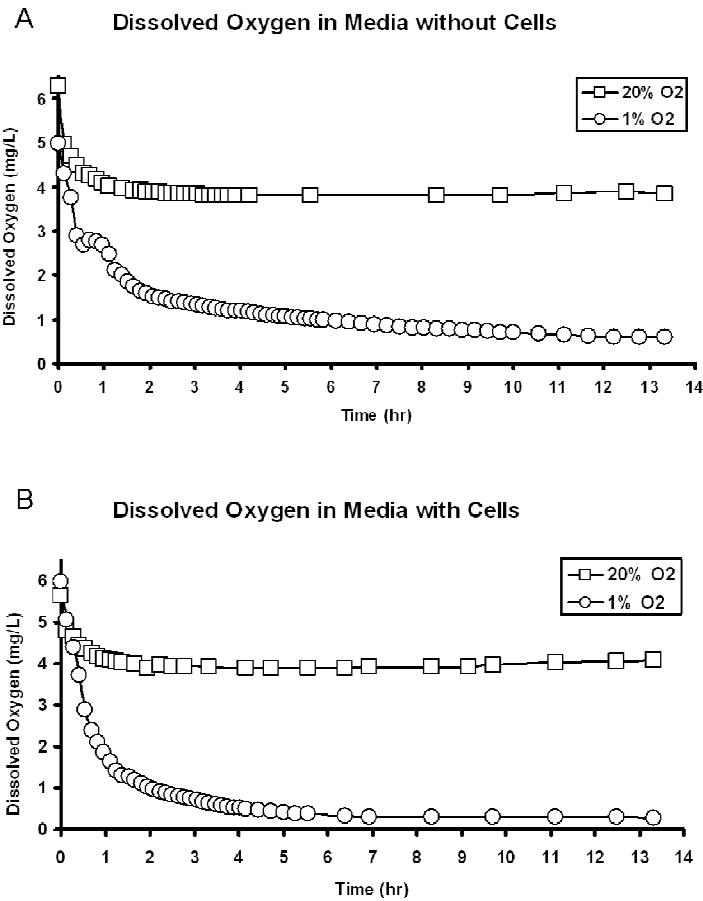 A
Dissolved Oxygen in Media without Cells
20% O2
1% O2
Dissolved Oxygen (mg/L)
6
5
4
3
2
1
0
0 1 2 3 4 5 6 7 8 9 10 11 12 13 14
Time (hr)
B
Dissolved Oxygen in Media with Cells
20% O2
1% O2
Dissolved Oxygen (mg/L)
6
5
4
3
2
1
0
0 1 2 3 4 5 6 7 8 9 10 11 12 13 14
Time (hr)